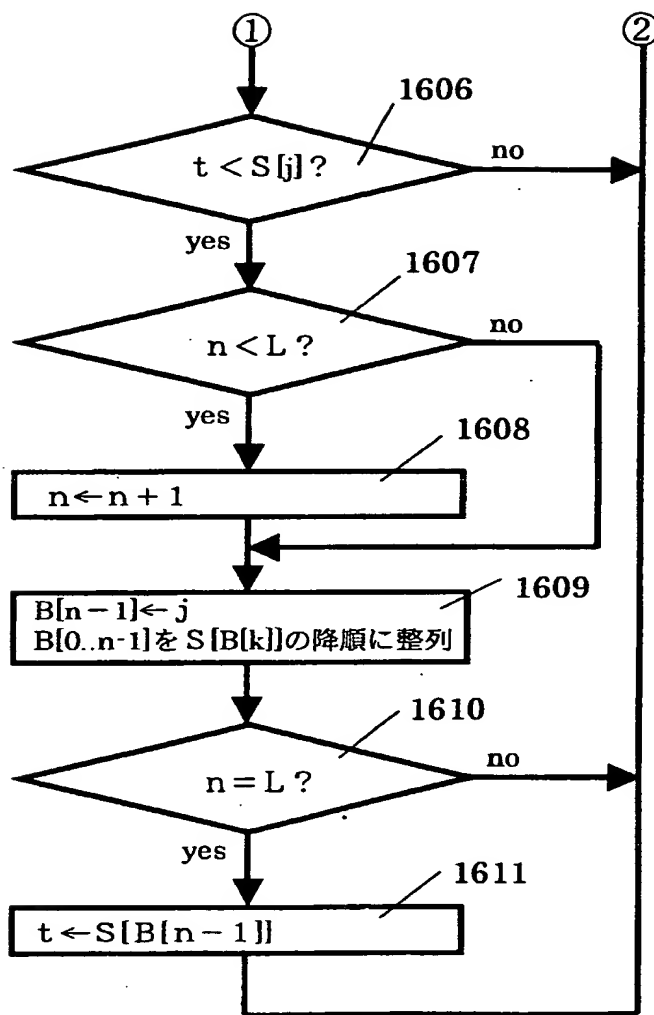 ①
②
1606
t<S[j]?
no
yes
1607
n<L?
no
yes
1608
n←n+1
1609
B[n-1]←j
B[0..n-1]をS[B[k]]の降順に整列
1610
n=L?
no
yes
1611
t←S[B[n-1]]